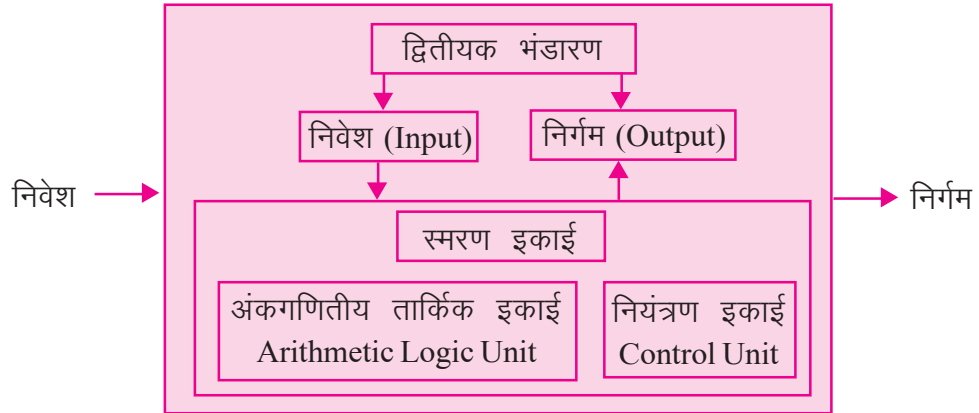 द्वितीयक भंडारण
निवेश (Input)
निर्गम (Output)
निवेश
निर्गम
स्मरण इकाई
अंकगणितीय तार्किक इकाई
Arithmetic Logic Unit
नियंत्रण इकाई
Control Unit